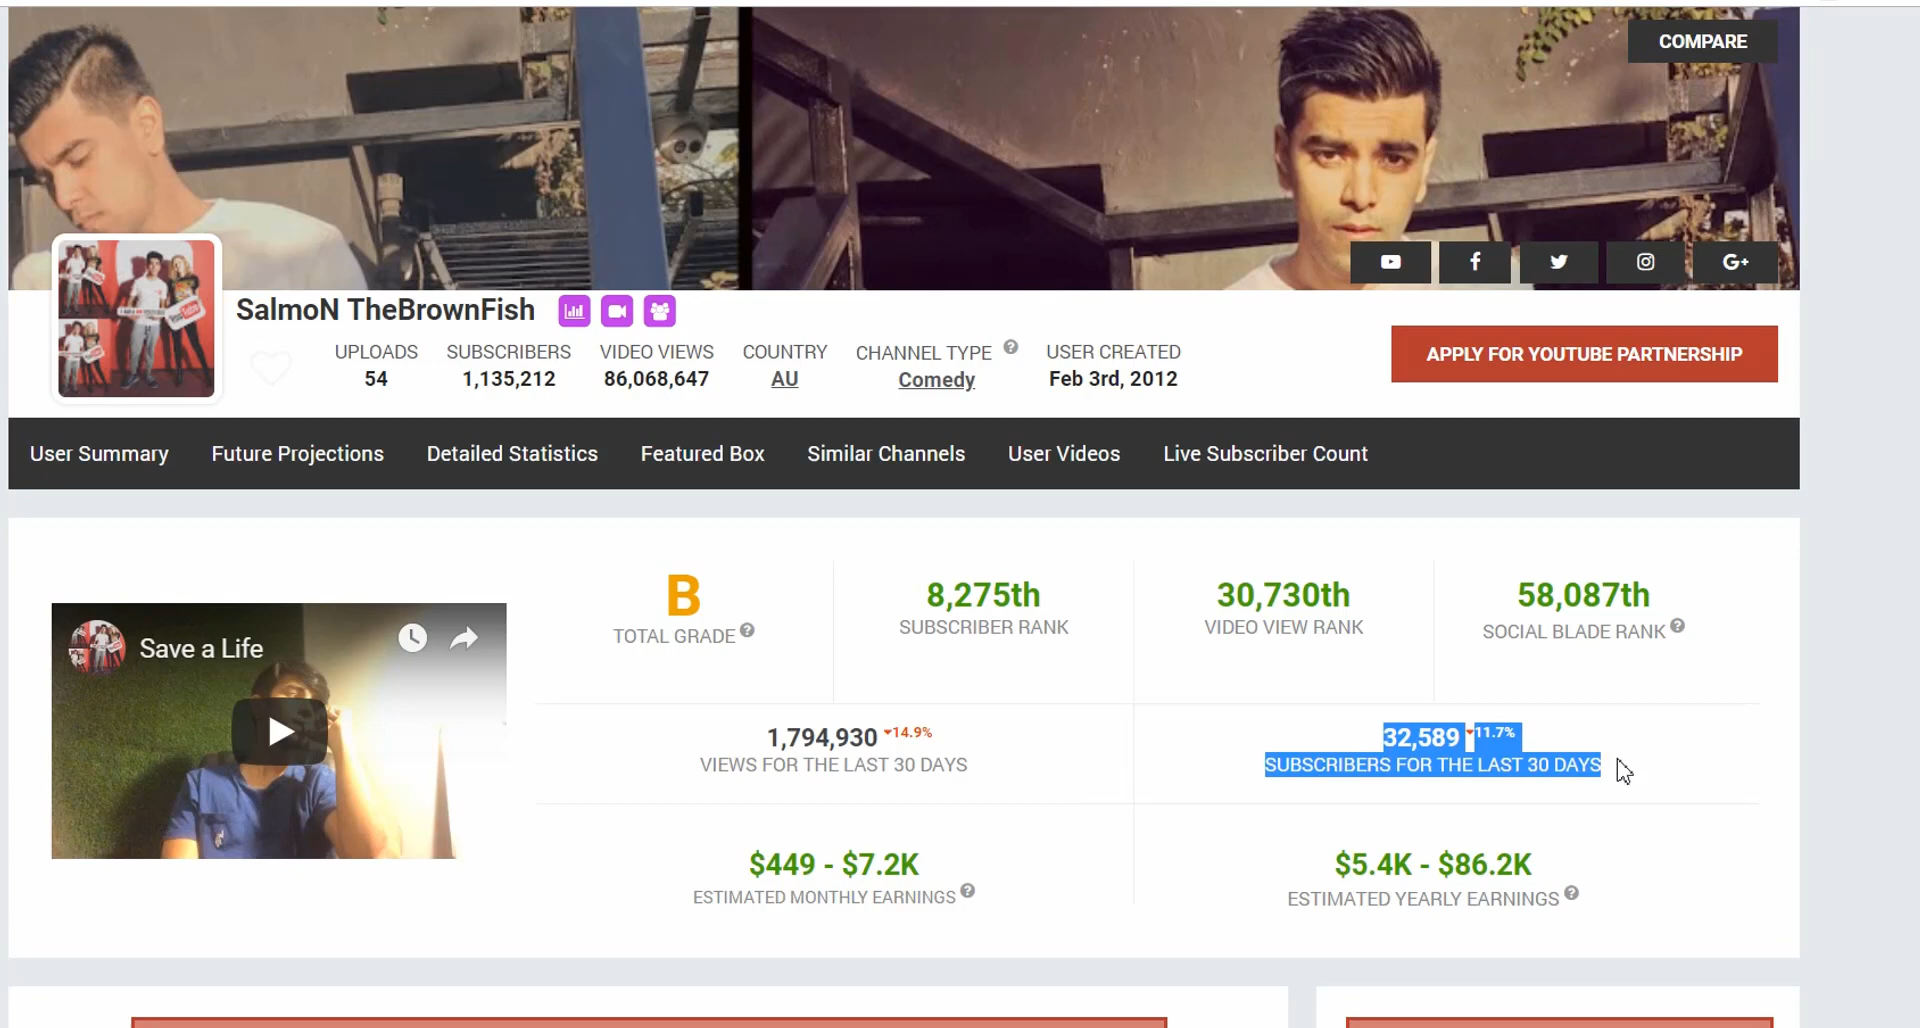 COMPARE
G+
SalmoN TheBrownFish
UPLOADS SUBSCRIBERS VIDEO VIEWS COUNTRY CHANNEL TYPE ? USER CREATED
54 1,135,212 86,068,647 AU Comedy Feb 3rd, 2012
APPLY FOR YOUTUBE PARTNERSHIP
User Summary Future Projections Detailed Statistics Featured Box Similar Channels User Videos Live Subscriber Count
Save a Life
B 8,275th 30,730th 58,087th
TOTAL GRADE ? SUBSCRIBER RANK VIDEO VIEW RANK SOCIAL BLADE RANK ?
1,794,930 14.9% 32,589 11.7%
VIEWS FOR THE LAST 30 DAYS SUBSCRIBERS FOR THE LAST 30 DAYS
$449 - $7.2K $5.4K - $86.2K
ESTIMATED MONTHLY EARNINGS ? ESTIMATED YEARLY EARNINGS ?